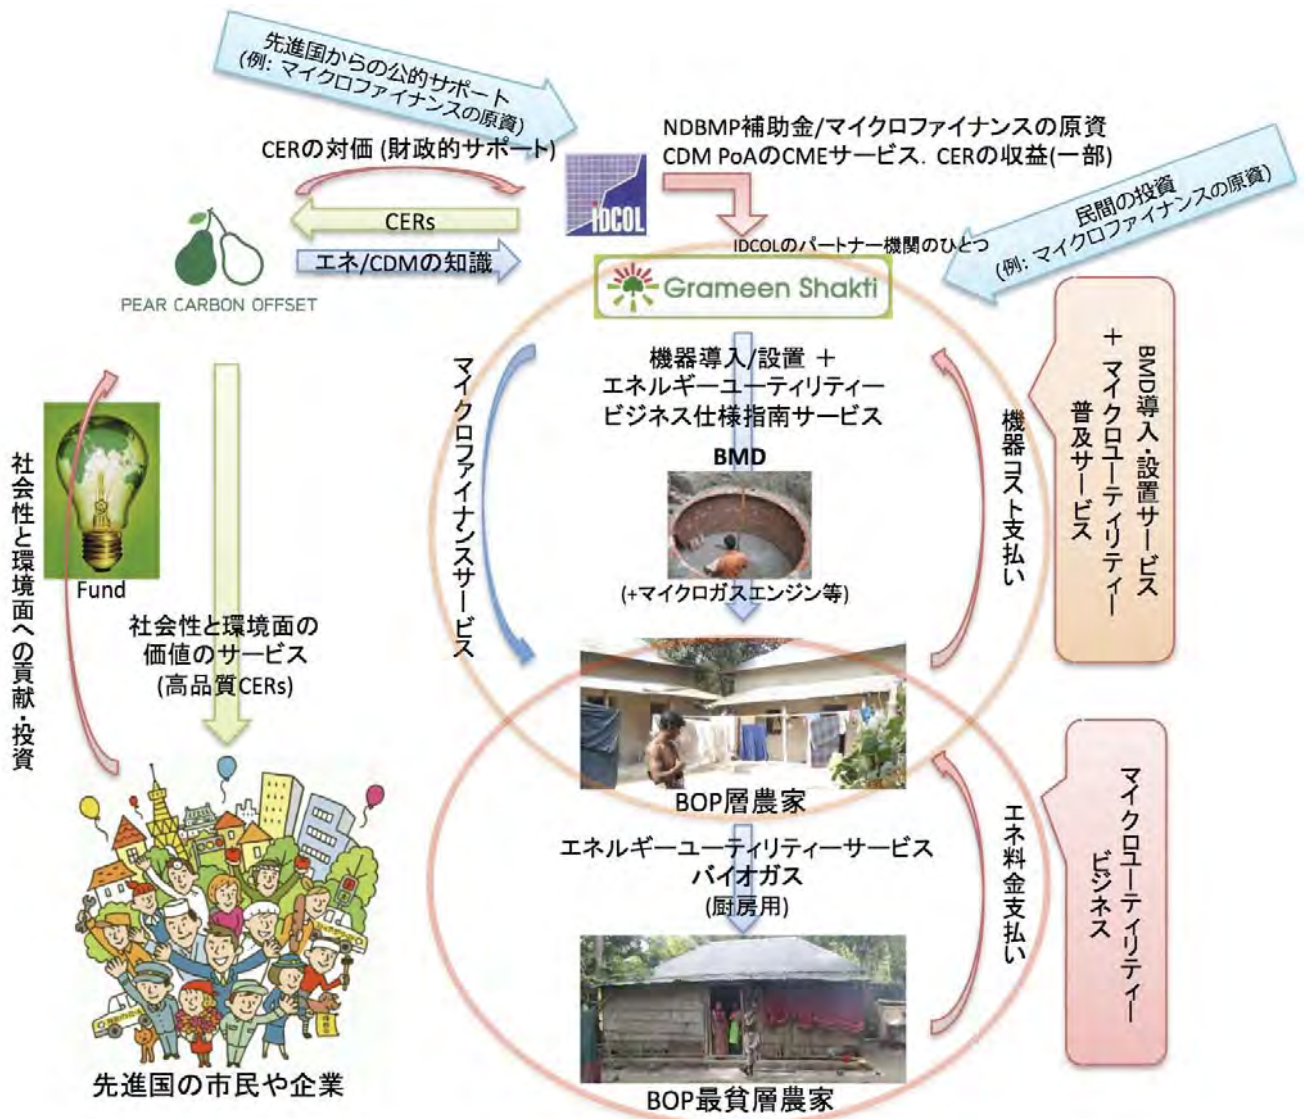 先進国からの公的サポート
(例: マイクロファイナンスの原資)
CERの対価 (財政的サポート)
iDCOL
NDBMP補助金/マイクロファイナンスの原資
CDM PoAのCMEサービス. CERの収益(一部)
民間の投資
(例: マイクロファイナンスの原資)
CERs
エネ/CDMの知識
PEAR CARBON OFFSET
IDCOLのパートナー機関のひとつ
Grameen Shakti
機器導入/設置 ＋
エネルギーユーティリティー
ビジネス仕様指南サービス
BMD
(+マイクロガスエンジン等)
マイクロファイナンスサービス
機器コスト支払い
BMD導入・設置サービス
＋ マイクロユーティリティー
普及サービス
社会性と環境面への貢献・投資
Fund
社会性と環境面の
価値のサービス
(高品質CERs)
BOP層農家
エネルギーユーティリティーサービス
バイオガス
(厨房用)
エネ料金支払い
マイクロユーティリティー
ビジネス
先進国の市民や企業
BOP最貧層農家